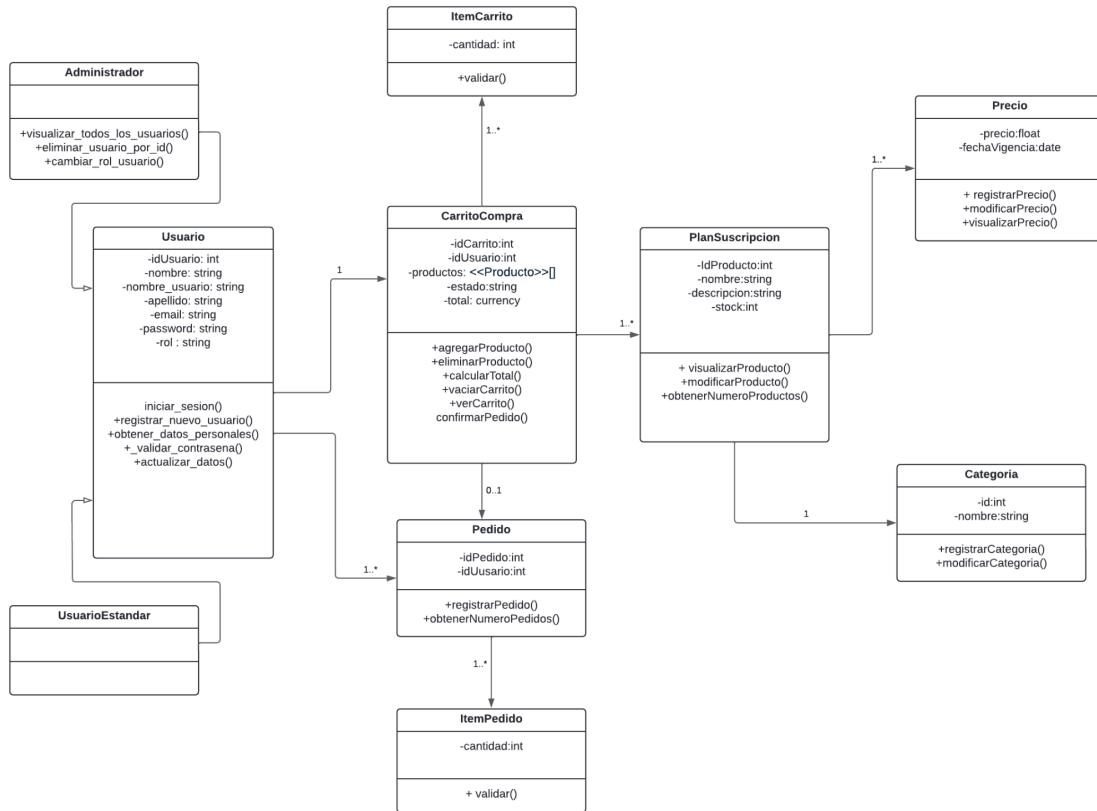 ItemCarrito
-cantidad: int
+validar()
Administrador
+visualizar_todos_los_usuarios()
+eliminar_usuario_por_id()
+cambiar_rol_usuario()
1..*
Precio
-precio:float
-fechaVigencia:date
+ registrarPrecio()
+modificarPrecio()
+visualizarPrecio()
1..*
Usuario
-idUsuario: int
-nombre: string
-nombre_usuario: string
-apellido: string
-email: string
-password: string
-rol : string
iniciar_sesion()
+registrar_nuevo_usuario()
+obtener_datos_personales()
+_validar_contrasena()
+actualizar_datos()
1
CarritoCompra
-idCarrito:int
-idUsuario:int
-productos: <<Producto>>[]
-estado:string
-total: currency
+agregarProducto()
+eliminarProducto()
+calcularTotal()
+vaciarCarrito()
+verCarrito()
confirmarPedido()
1..*
PlanSuscripcion
-IdProducto:int
-nombre:string
-descripcion:string
-stock:int
+ visualizarProducto()
+modificarProducto()
+obtenerNumeroProductos()
0..1
1
Categoria
-id:int
-nombre:string
+registrarCategoria()
+modificarCategoria()
1..*
Pedido
-idPedido:int
-idUusario:int
+registrarPedido()
+obtenerNumeroPedidos()
UsuarioEstandar
1..*
ItemPedido
-cantidad:int
+ validar()